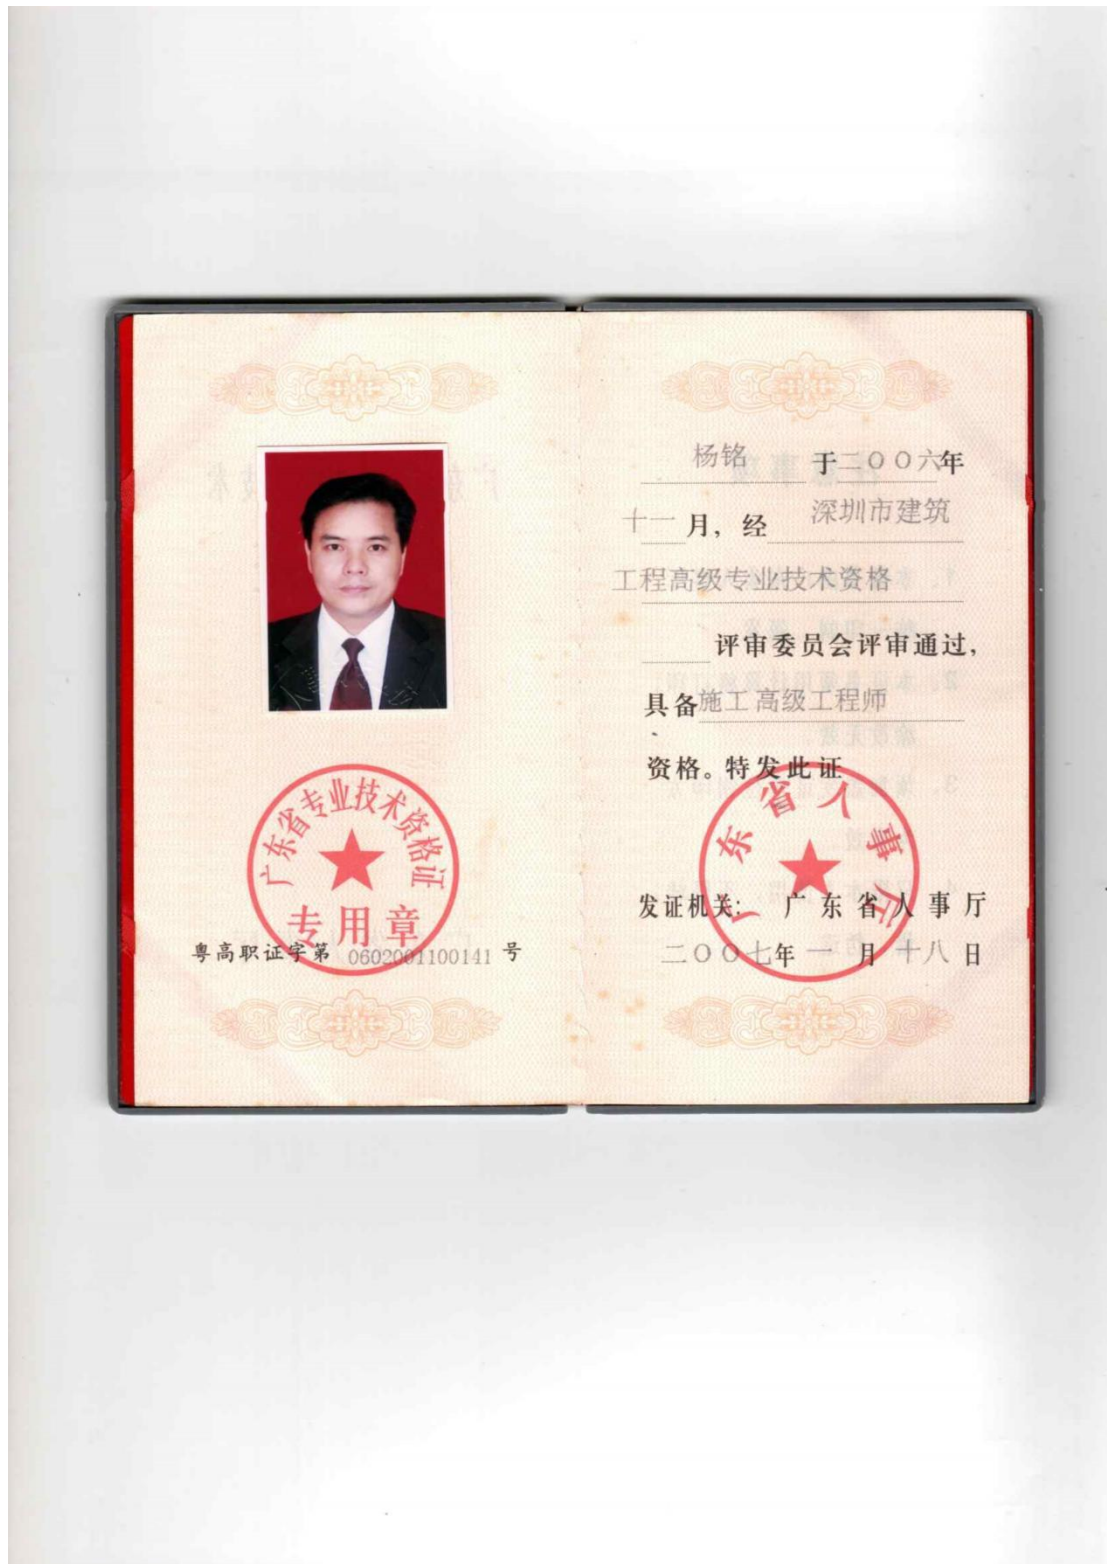 广东省专业技术资格证
专用章
粤高职证字第 0602001100141 号
杨铭 于二〇〇六年
十一月，经 深圳市建筑
工程高级专业技术资格
评审委员会评审通过，
具备施工高级工程师
资格。特发此证
广东省人事厅
发证机关： 广东省人事厅
二〇〇七年一月十八日